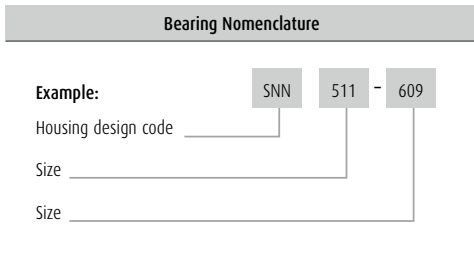 Bearing Nomenclature
Example: SNN 511 - 609
Housing design code
Size
Size